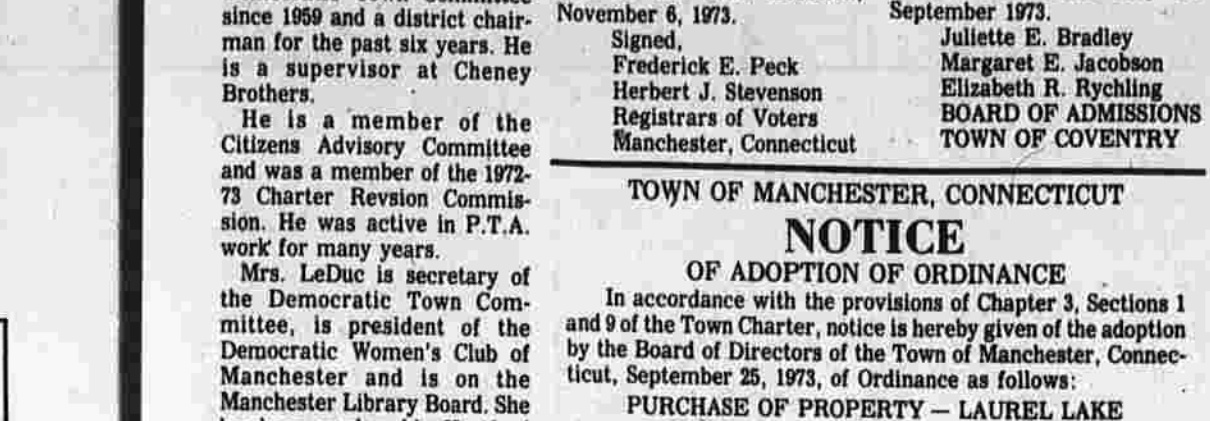 since 1959 and a district chair-
man for the past six years. He
is a supervisor at Cheney
Brothers.
He is a member of the
Citizens Advisory Committee
and was a member of the 1972-
73 Charter Revsion Commis-
sion. He was active in P.T.A.
work for many years.
Mrs. LeDuc is secretary of
the Democratic Town Com-
mittee, is president of the
Democratic Women's Club of
Manchester and is on the
Manchester Library Board. She
November 6, 1973.
Signed,
Frederick E. Peck
Herbert J. Stevenson
Registrars of Voters
Manchester, Connecticut
September 1973.
Juliette E. Bradley
Margaret E. Jacobson
Elizabeth R. Rychling
BOARD OF ADMISSIONS
TOWN OF COVENTRY
TOWN OF MANCHESTER, CONNECTICUT
NOTICE
OF ADOPTION OF ORDINANCE
In accordance with the provisions of Chapter 3, Sections 1
and 9 of the Town Charter, notice is hereby given of the adoption
by the Board of Directors of the Town of Manchester, Connec-
ticut, September 25, 1973, of Ordinance as follows:
PURCHASE OF PROPERTY — LAUREL LAKE